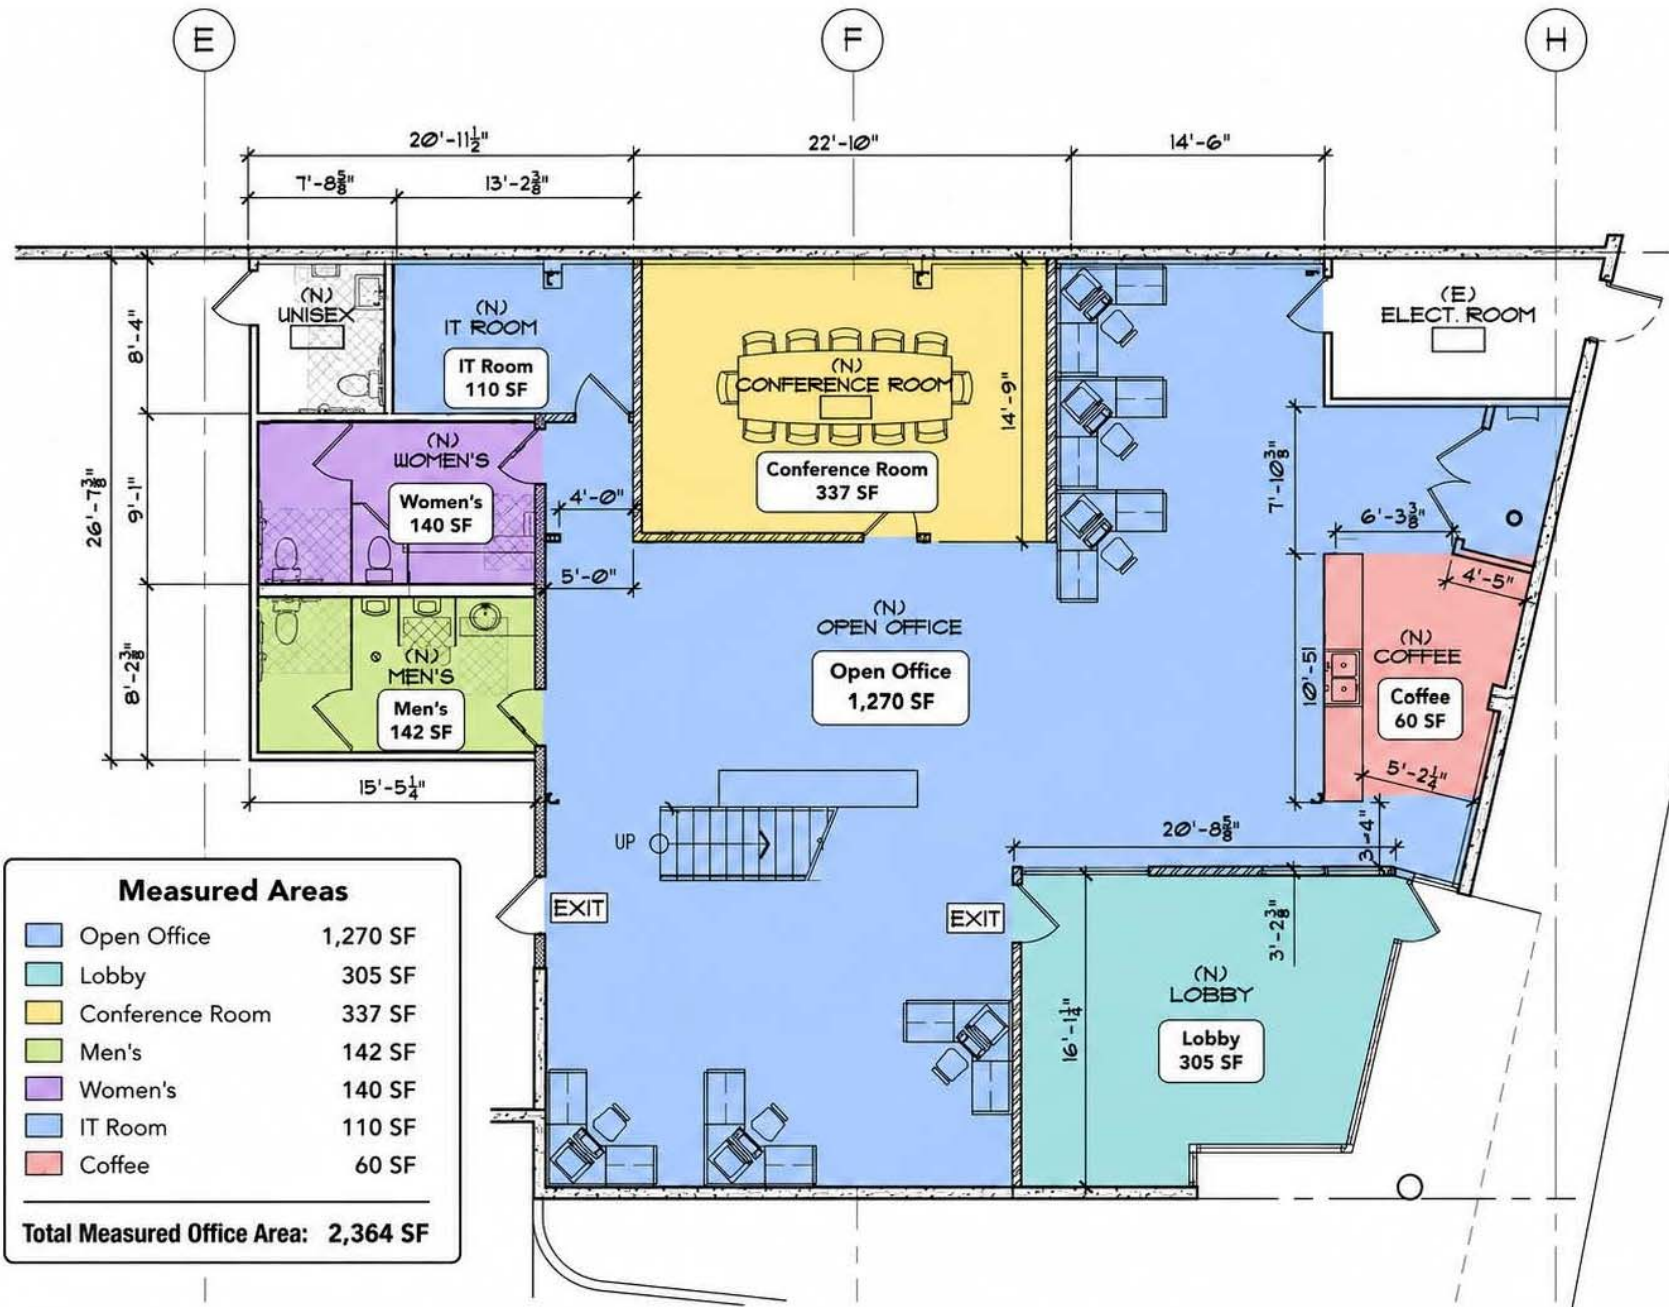 E
F
H
20'-11½"
22'-10"
14'-6"
7'-8⅝"
13'-2⅜"
(N)
UNISEX
(N)
IT ROOM
IT Room
110 SF
(N)
CONFERENCE ROOM
Conference Room
337 SF
14'-9"
(E)
ELECT. ROOM
8'-4"
9'-1"
26'-7⅜"
8'-2⅜"
(N)
WOMEN'S
Women's
140 SF
4'-0"
5'-0"
7'-10⅜"
6'-3⅜"
4'-5"
(N)
MEN'S
Men's
142 SF
15'-5¼"
(N)
OPEN OFFICE
Open Office
1,270 SF
10'-51
(N)
COFFEE
Coffee
60 SF
5'-2¼"
3'-4"
20'-8⅝"
UP
EXIT
EXIT
3'-2⅜"
16'-1¼"
(N)
LOBBY
Lobby
305 SF
Measured Areas
Open Office 1,270 SF
Lobby 305 SF
Conference Room 337 SF
Men's 142 SF
Women's 140 SF
IT Room 110 SF
Coffee 60 SF
Total Measured Office Area: 2,364 SF